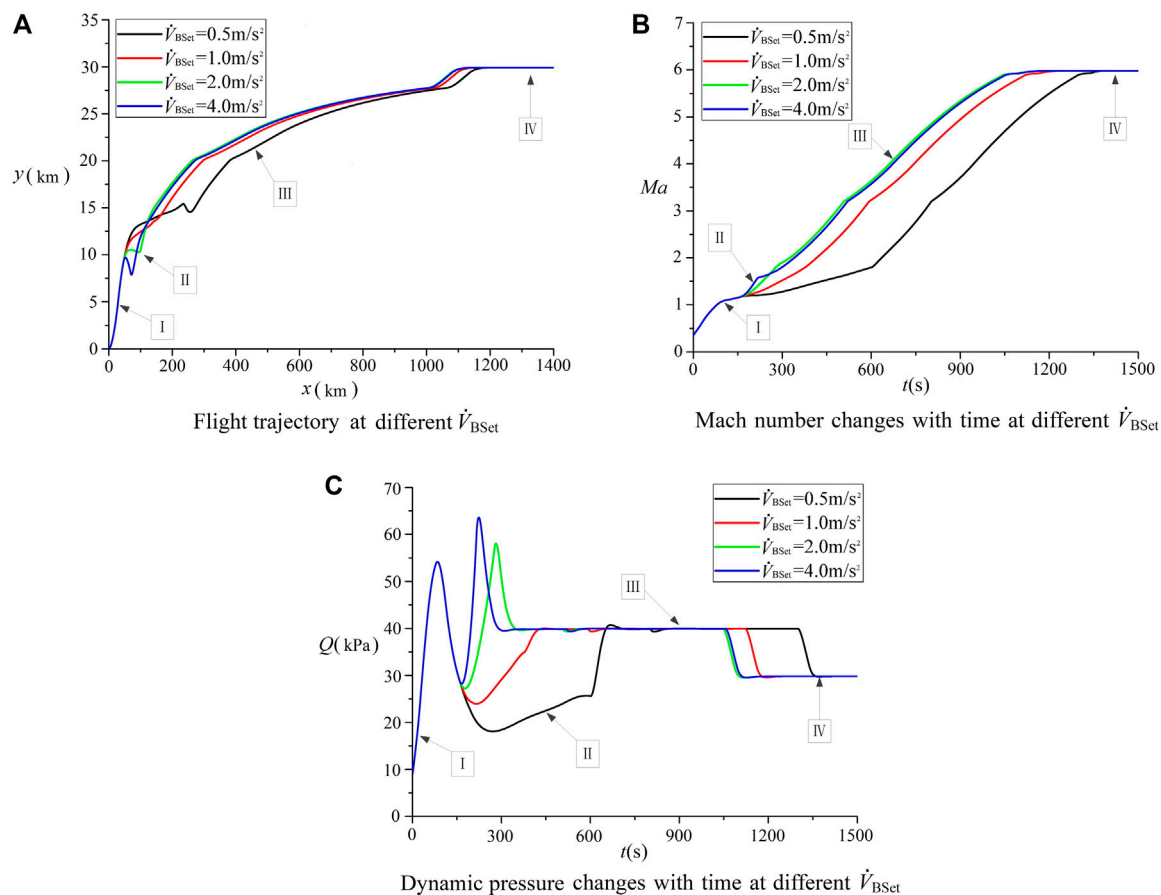 A
V̇BSet=0.5m/s²
V̇BSet=1.0m/s²
V̇BSet=2.0m/s²
V̇BSet=4.0m/s²
35
30
25
20
15
10
5
0
y(km)
I
II
III
IV
0 200 400 600 800 1000 1200 1400
x(km)
Flight trajectory at different V̇BSet
B
V̇BSet=0.5m/s²
V̇BSet=1.0m/s²
V̇BSet=2.0m/s²
V̇BSet=4.0m/s²
7
6
5
4
3
2
1
0
Ma
I
II
III
IV
0 300 600 900 1200 1500
t(s)
Mach number changes with time at different V̇BSet
C
V̇BSet=0.5m/s²
V̇BSet=1.0m/s²
V̇BSet=2.0m/s²
V̇BSet=4.0m/s²
70
60
50
40
30
20
10
0
Q(kPa)
I
II
III
IV
0 300 600 900 1200 1500
t(s)
Dynamic pressure changes with time at different V̇BSet